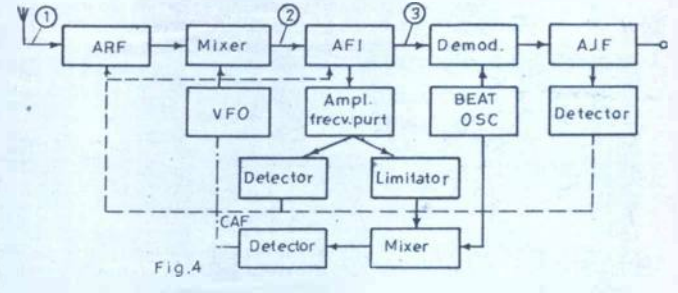 1
2
3
ARF
Mixer
AFI
Demod.
AJF
VFO
Ampl.
frecv.purt
BEAT
OSC
Detector
Detector
Limitator
CAF
Detector
Mixer
Fig.4